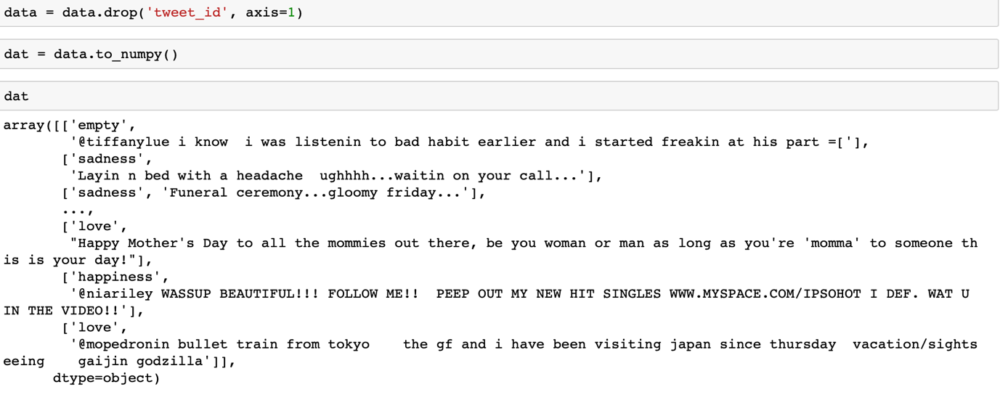 data = data.drop('tweet_id', axis=1)
dat = data.to_numpy()
dat
array([['empty',
        '@tiffanylue i know  i was listenin to bad habit earlier and i started freakin at his part =['],
       ['sadness',
        'Layin n bed with a headache  ughhhh...waitin on your call...'],
       ['sadness', 'Funeral ceremony...gloomy friday...'],
       ...,
       ['love',
        "Happy Mother's Day to all the mommies out there, be you woman or man as long as you're 'momma' to someone th
is is your day!"],
       ['happiness',
        '@niariley WASSUP BEAUTIFUL!!! FOLLOW ME!!  PEEP OUT MY NEW HIT SINGLES WWW.MYSPACE.COM/IPSOHOT I DEF. WAT U
IN THE VIDEO!!'],
       ['love',
        '@mopedronin bullet train from tokyo    the gf and i have been visiting japan since thursday  vacation/sights
eeing    gaijin godzilla']],
      dtype=object)